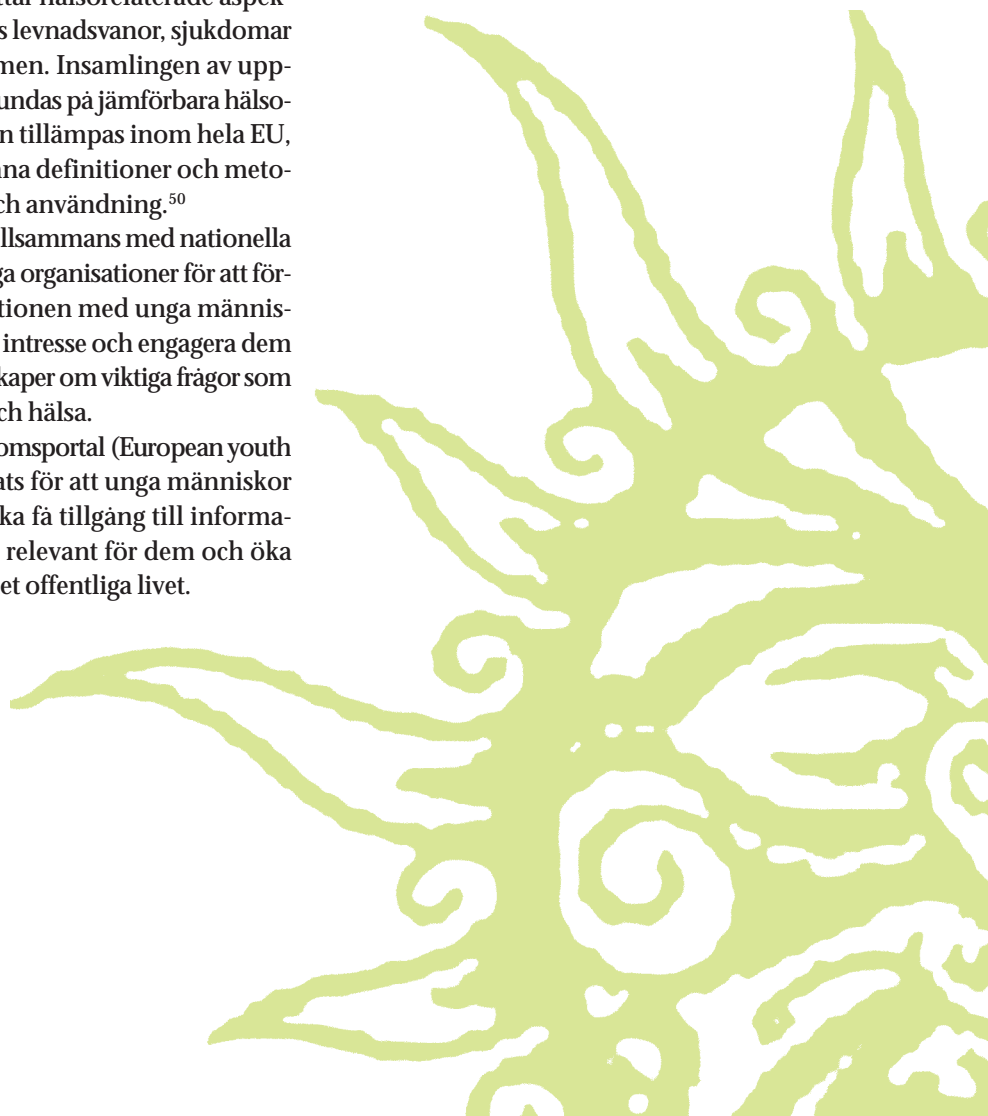 ttar hälsorelaterade aspek-
s levnadsvanor, sjukdomar
men. Insamlingen av upp-
undas på jämförbara hälso-
n tillämpas inom hela EU,
na definitioner och meto-
ch användning.50
llsammans med nationella
ga organisationer för att för-
tionen med unga männis-
intresse och engagera dem
kaper om viktiga frågor som
ch hälsa.
omsportal (European youth
ats för att unga människor
ka få tillgång till informa-
relevant för dem och öka
et offentliga livet.